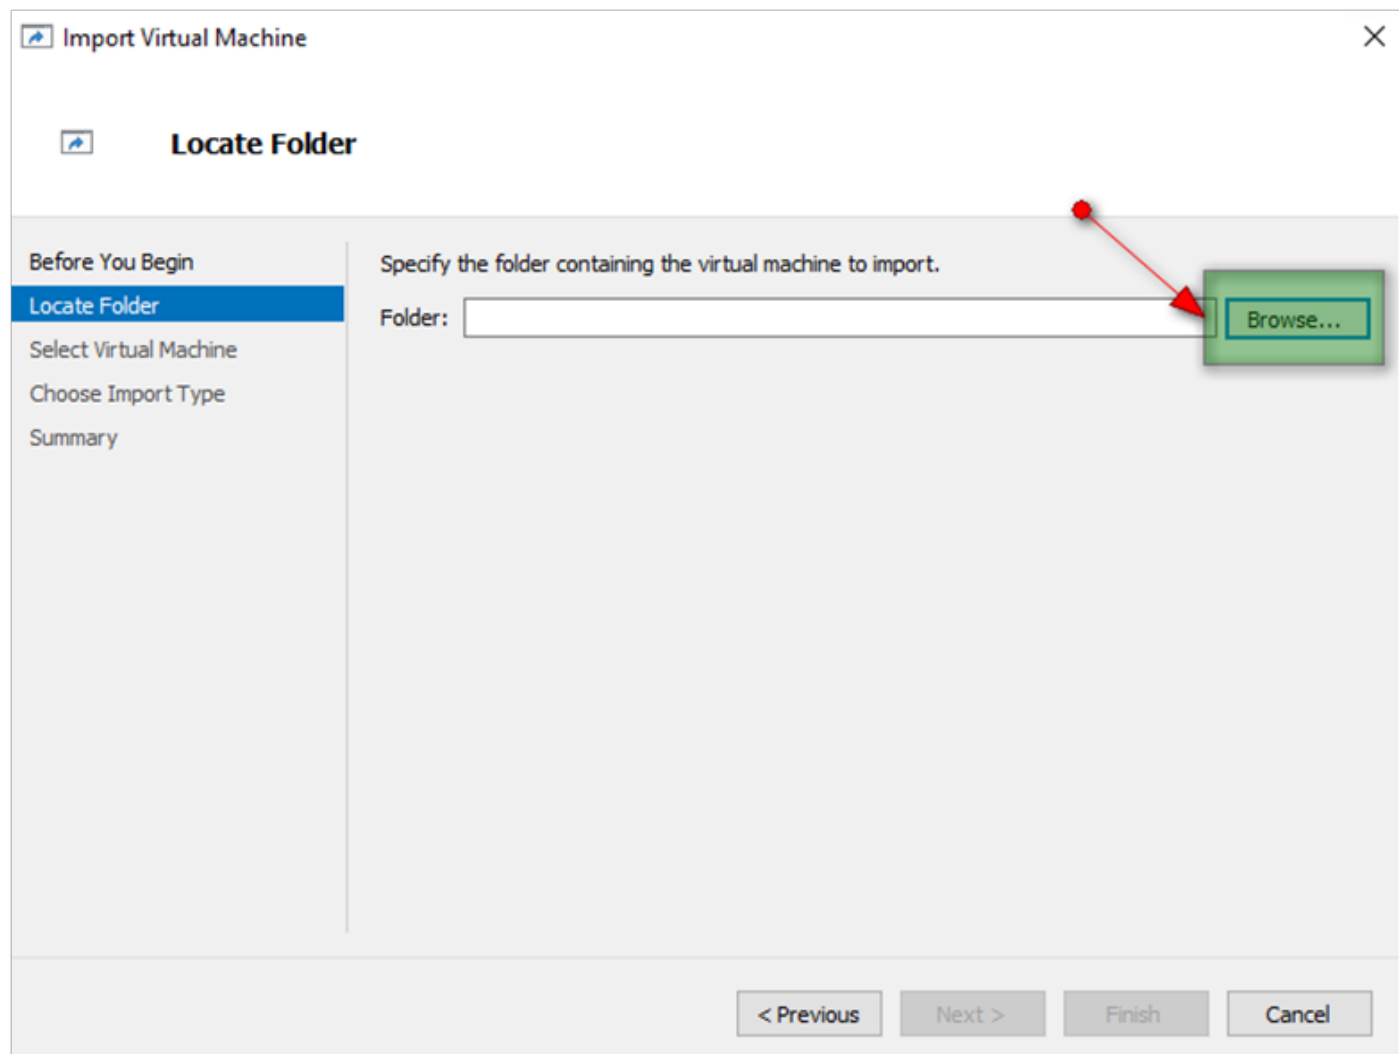 Import Virtual Machine
Locate Folder
Before You Begin
Locate Folder
Select Virtual Machine
Choose Import Type
Summary
Specify the folder containing the virtual machine to import.
Folder:
Browse...
< Previous
Next >
Finish
Cancel